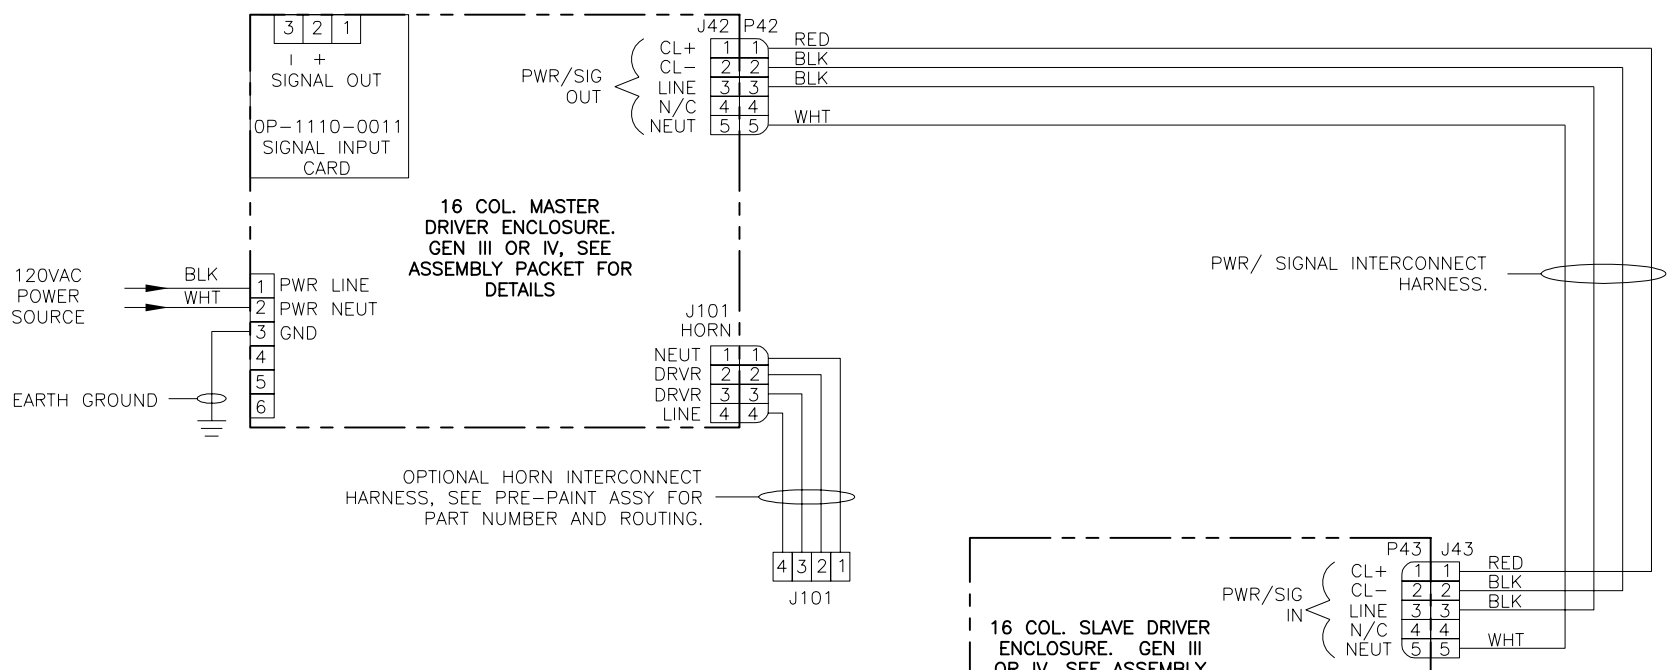 3 2 1
– +
SIGNAL OUT
0P-1110-0011
SIGNAL INPUT
CARD
J42 P42
PWR/SIG
OUT
CL+ 1 1 RED
CL- 2 2 BLK
LINE 3 3 BLK
N/C 4 4
NEUT 5 5 WHT
16 COL. MASTER
DRIVER ENCLOSURE.
GEN III OR IV, SEE
ASSEMBLY PACKET FOR
DETAILS
120VAC
POWER
SOURCE
BLK 1 PWR LINE
WHT 2 PWR NEUT
3 GND
4
5
6
EARTH GROUND
J101
HORN
NEUT 1 1
DRVR 2 2
DRVR 3 3
LINE 4 4
PWR/ SIGNAL INTERCONNECT
HARNESS.
OPTIONAL HORN INTERCONNECT
HARNESS, SEE PRE-PAINT ASSY FOR
PART NUMBER AND ROUTING.
4 3 2 1
J101
P43 J43
PWR/SIG
IN
CL+ 1 1 RED
CL- 2 2 BLK
LINE 3 3 BLK
N/C 4 4
NEUT 5 5 WHT
16 COL. SLAVE DRIVER
ENCLOSURE. GEN III
OR IV, SEE ASSEMBLY